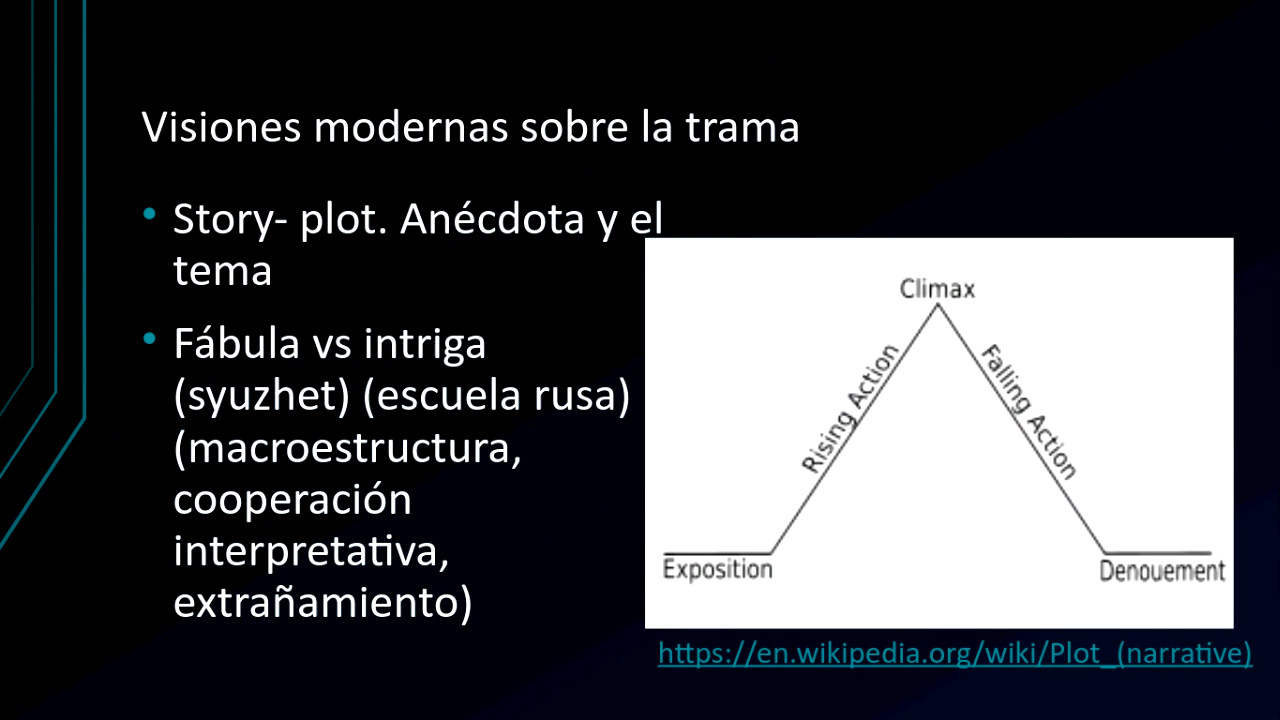 Visiones modernas sobre la trama
Story- plot. Anécdota y el
tema
Fábula vs intriga
(syuzhet) (escuela rusa)
(macroestructura,
cooperación
interpretativa,
extrañamiento)
Climax
Rising Action
Falling Action
Exposition
Denouement
https://en.wikipedia.org/wiki/Plot_(narrative)